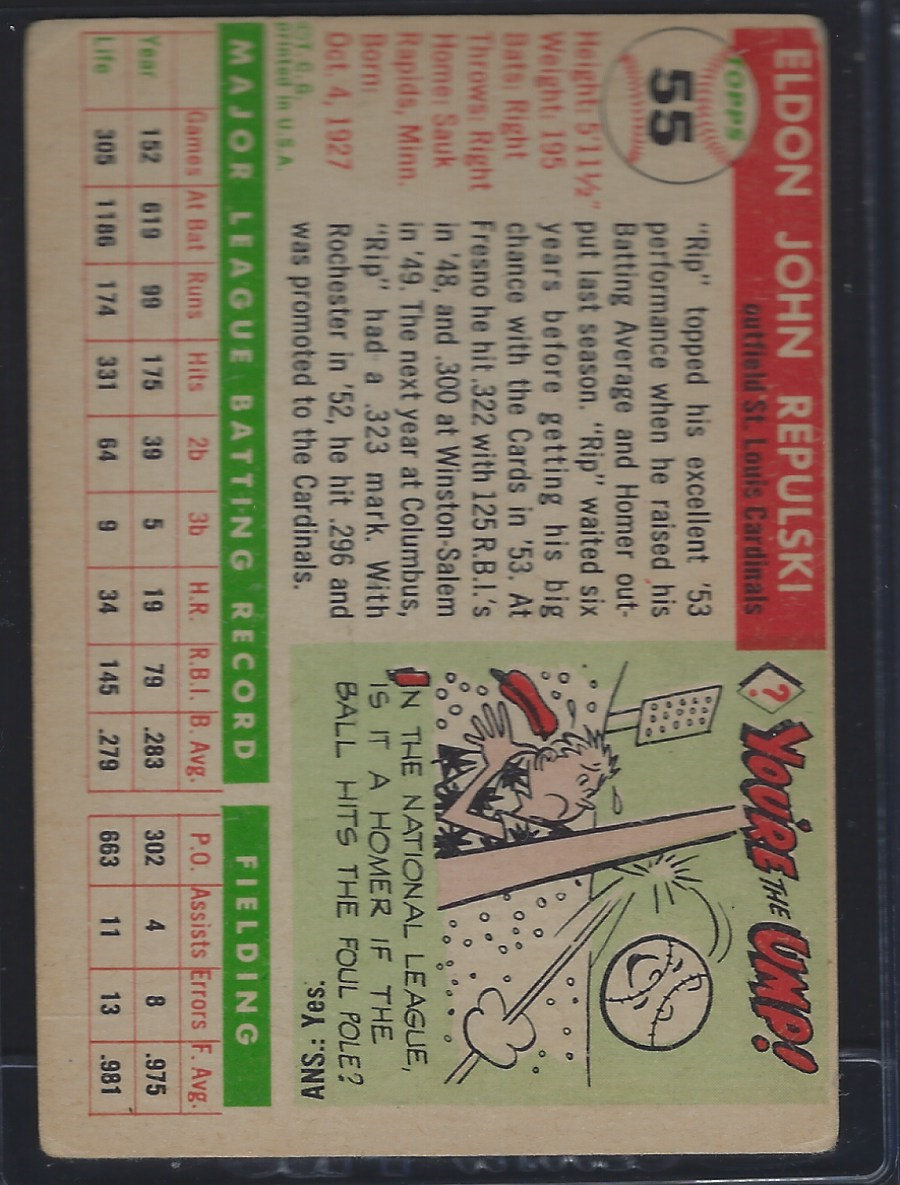 ELDON JOHN REPULSKI
outfield St. Louis Cardinals
TOPPS
55
Height: 5'11½"
Weight: 195
Bats: Right
Throws: Right
Home: Sauk
Rapids, Minn.
Born:
Oct. 4, 1927
©T. C. G.
printed in U.S.A.
"Rip" topped his excellent '53
performance when he raised his
Batting Average and Homer out-
put last season. "Rip" waited six
years before getting his big
chance with the Cards in '53. At
Fresno he hit .322 with 125 R.B.I.'s
in '48, and .300 at Winston-Salem
in '49. The next year at Columbus,
"Rip" had a .323 mark. With
Rochester in '52, he hit .296 and
was promoted to the Cardinals.
? YOU'RE THE UMP!
IN THE NATIONAL LEAGUE,
IS IT A HOMER IF THE
BALL HITS THE FOUL POLE?
ANS.: Yes.
MAJOR LEAGUE BATTING RECORD FIELDING
Games At Bat Runs Hits 2b 3b H.R. R.B.I. B. Avg. P.O. Assists Errors F. Avg.
Year 152 619 99 175 39 5 19 79 .283 302 4 8 .975
Life 305 1186 174 331 64 9 34 145 .279 663 11 13 .981